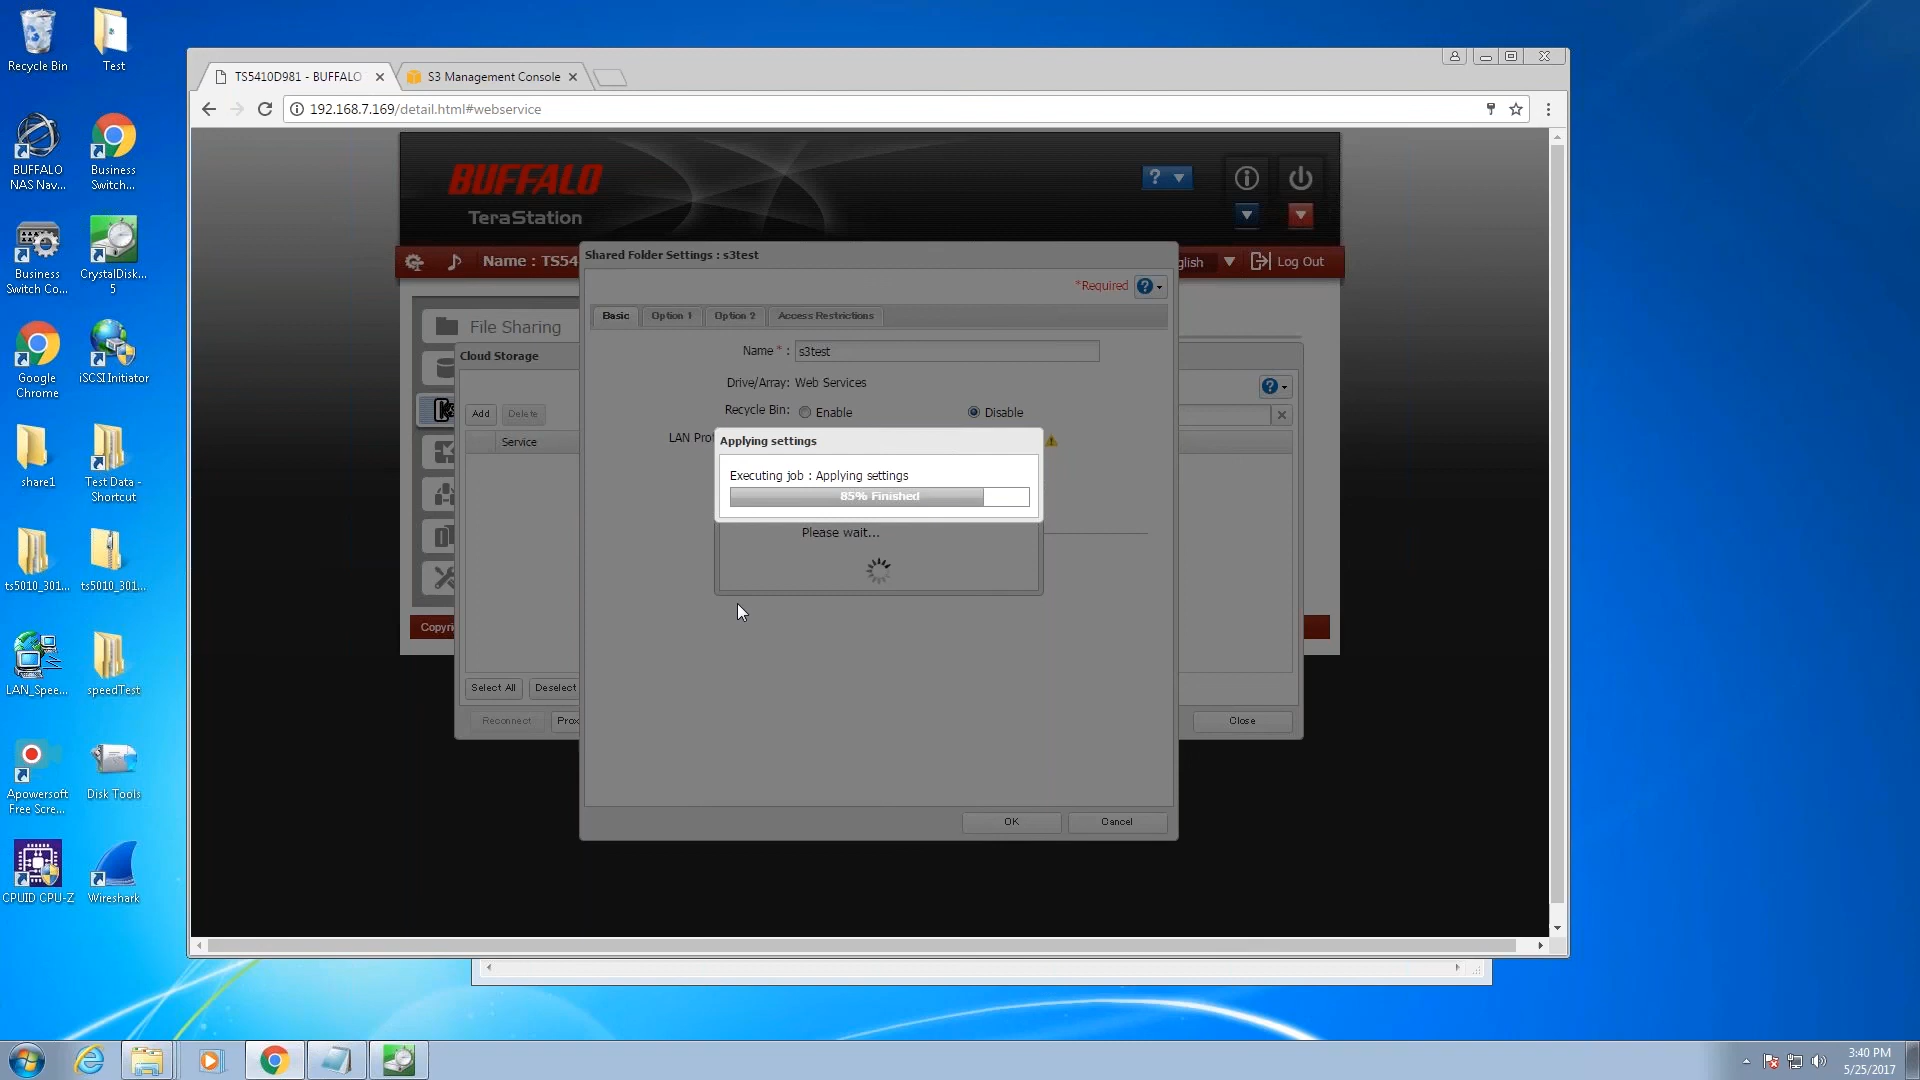 Recycle Bin
Test
BUFFALO
NAS Nav...
Business
Switch...
Business
Switch Co...
CrystalDisk...
5
Google
Chrome
iSCSI Initiator
share1
Test Data -
Shortcut
ts5010_301...
ts5010_301...
LAN_Spee...
speedTest
Apowersoft
Free Scre...
Disk Tools
CPUID CPU-Z
Wireshark
TS5410D981 - BUFFALO
S3 Management Console
192.168.7.169/detail.html#webservice
BUFFALO
TeraStation
?
Name : TS54
glish
Log Out
File Sharing
Cloud Storage
Add
Delete
Service
Select All
Deselect
Reconnect
Prox
Close
Copyri
Shared Folder Settings : s3test
*Required
Basic
Option 1
Option 2
Access Restrictions
Name * :
s3test
Drive/Array: Web Services
Recycle Bin:
Enable
Disable
LAN Prot
Applying settings
Executing job : Applying settings
85% Finished
Please wait...
OK
Cancel
3:40 PM
5/25/2017